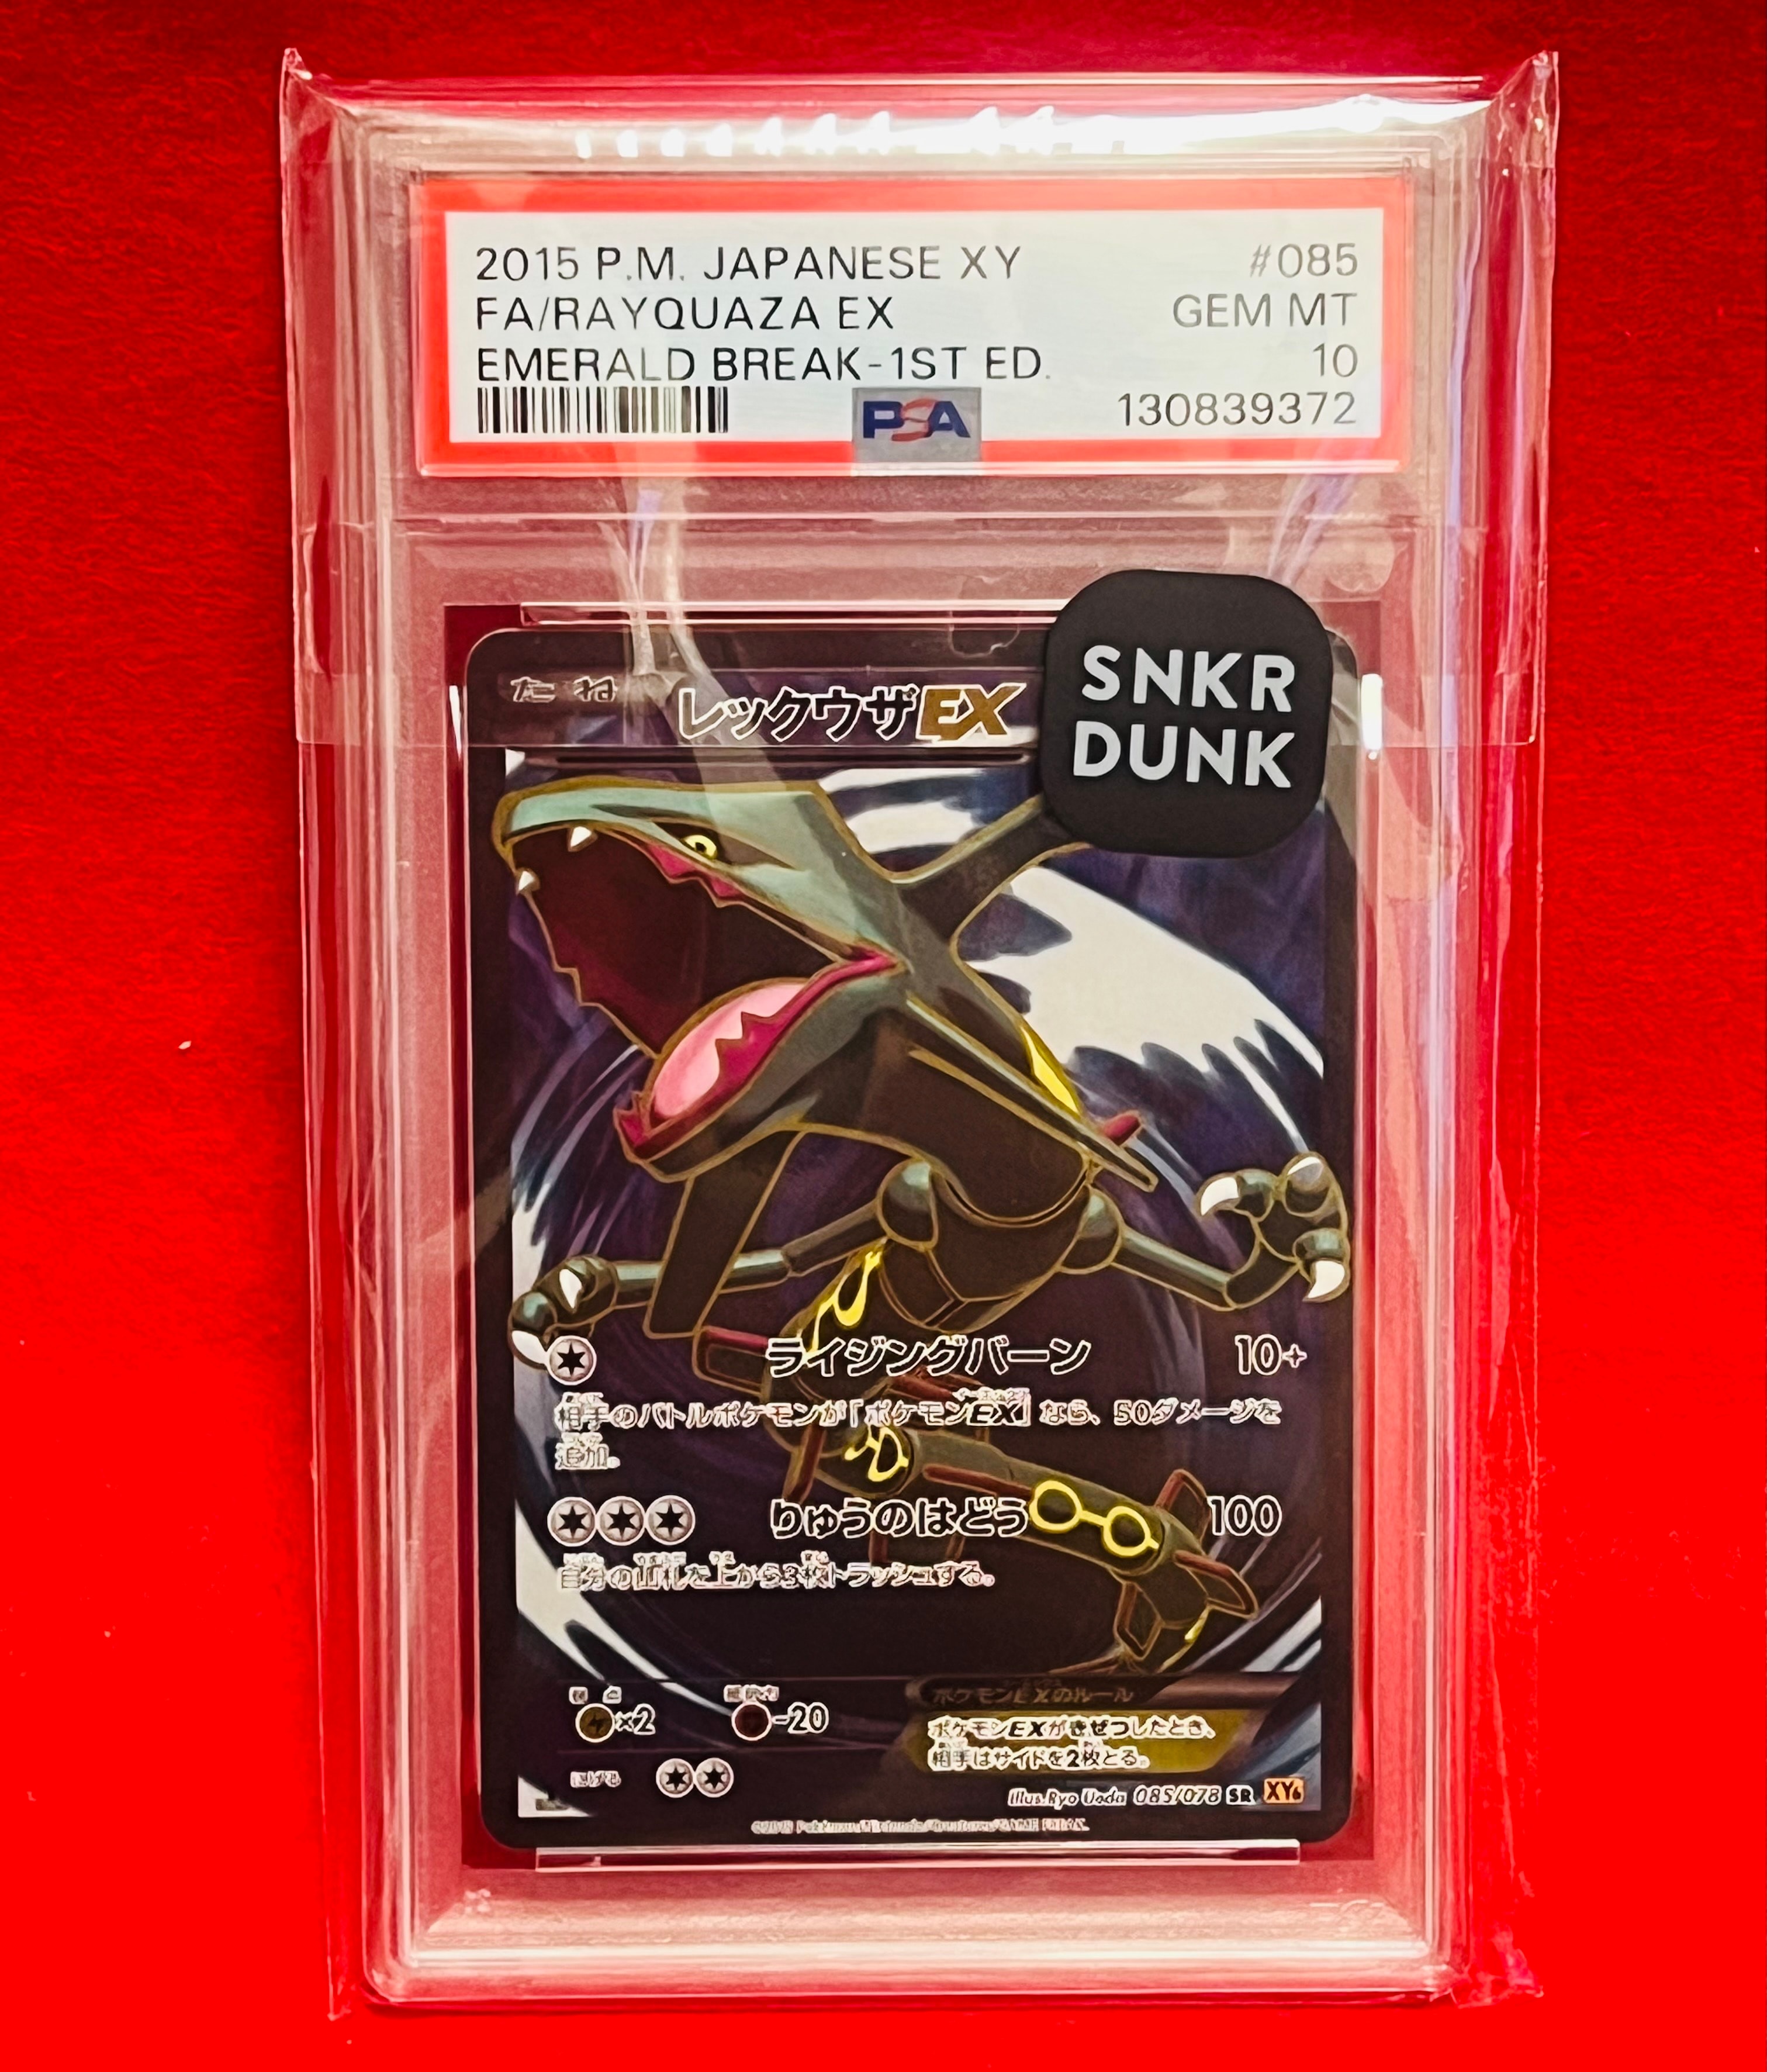 2015 P.M. JAPANESE XY #085
FA/RAYQUAZA EX GEM MT
EMERALD BREAK-1ST ED. 10
PSA 130839372
SNKR
DUNK
たね レックウザEX
ライジングバーン 10+
相手のバトルポケモンが「ポケモンEX」なら、50ダメージを
追加。
りゅうのはどう 100
自分の山札を上から3枚トラッシュする。
×2 -20
ポケモンEXのルール
ポケモンEXがきぜつしたとき、
相手はサイドを2枚とる。
にげる
illus.Ryo Ueda 085/078 SR XY6